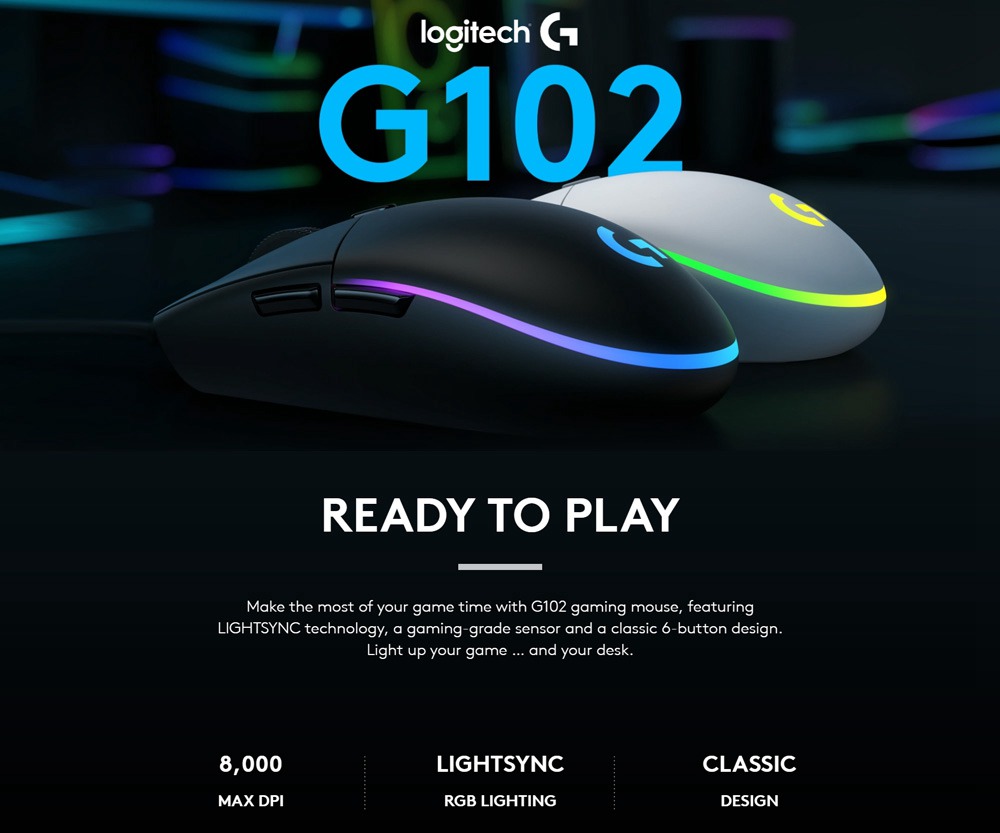 logitech G
G102
READY TO PLAY
Make the most of your game time with G102 gaming mouse, featuring
LIGHTSYNC technology, a gaming-grade sensor and a classic 6-button design.
Light up your game ... and your desk.
8,000
MAX DPI
LIGHTSYNC
RGB LIGHTING
CLASSIC
DESIGN